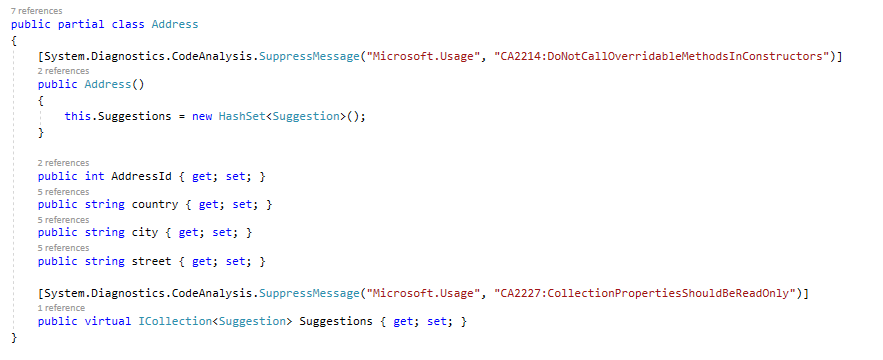 7 references
public partial class Address
{
[System.Diagnostics.CodeAnalysis.SuppressMessage("Microsoft.Usage", "CA2214:DoNotCallOverridableMethodsInConstructors")]
2 references
public Address()
{
this.Suggestions = new HashSet<Suggestion>();
}
2 references
public int AddressId { get; set; }
5 references
public string country { get; set; }
5 references
public string city { get; set; }
5 references
public string street { get; set; }
[System.Diagnostics.CodeAnalysis.SuppressMessage("Microsoft.Usage", "CA2227:CollectionPropertiesShouldBeReadOnly")]
1 reference
public virtual ICollection<Suggestion> Suggestions { get; set; }
}